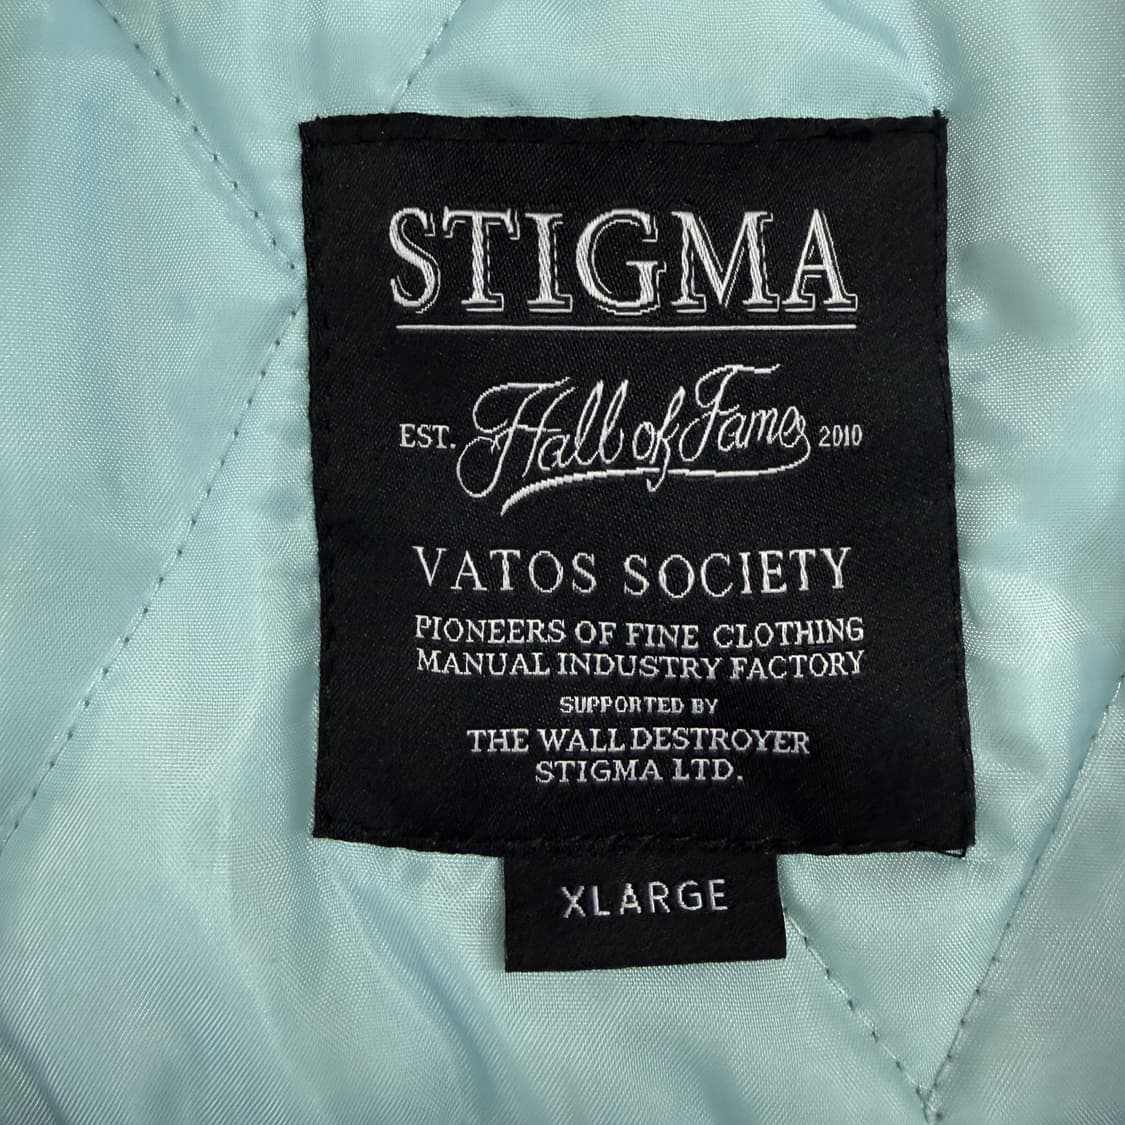 STIGMA
EST. Hall of Fame 2010
VATOS SOCIETY
PIONEERS OF FINE CLOTHING
MANUAL INDUSTRY FACTORY
SUPPORTED BY
THE WALL DESTROYER
STIGMA LTD.
XLARGE